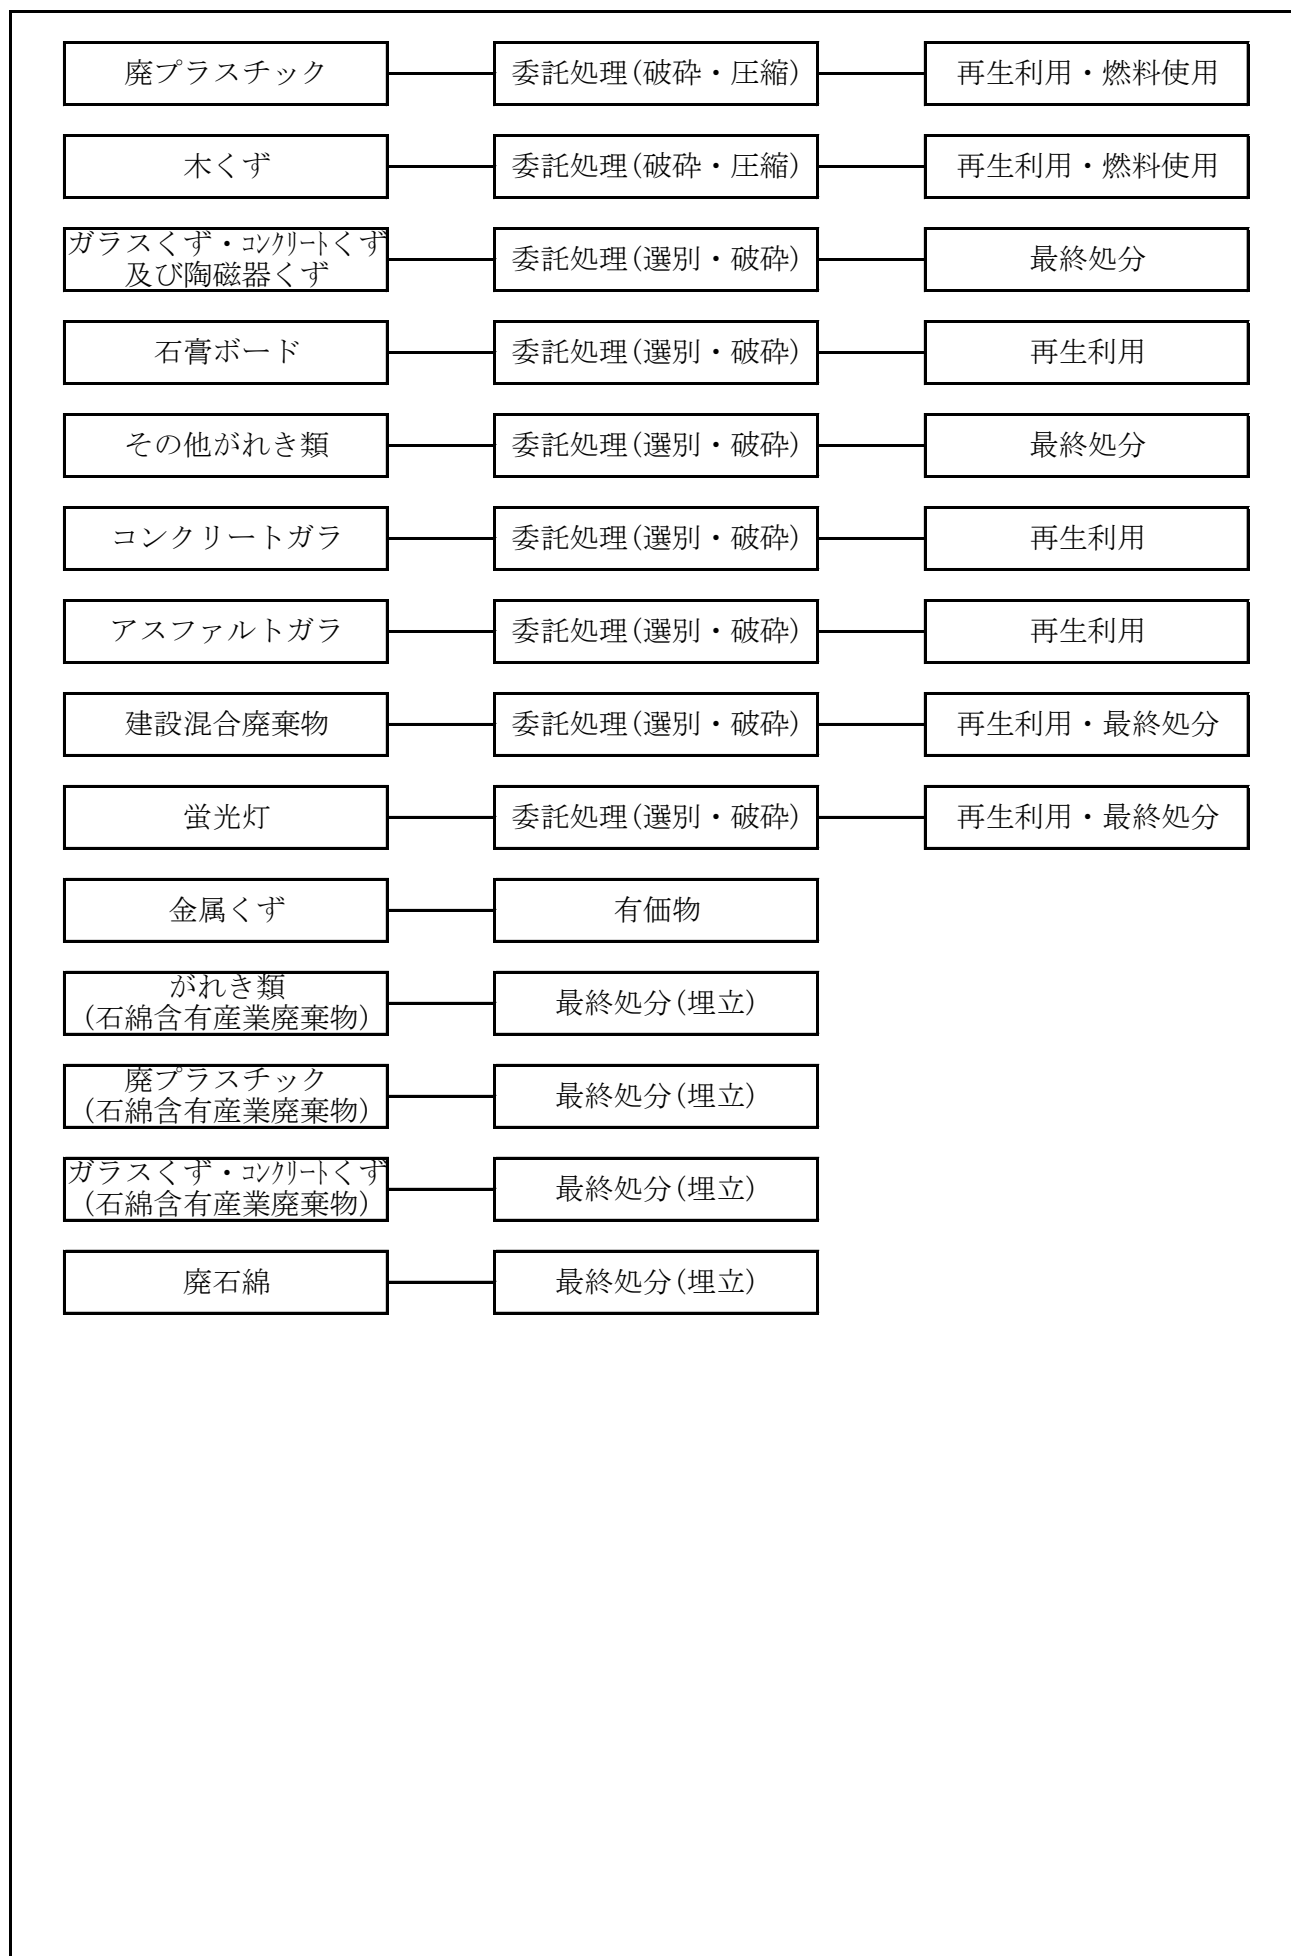 廃プラスチック
委託処理(破砕・圧縮)
再生利用・燃料使用
木くず
委託処理(破砕・圧縮)
再生利用・燃料使用
ガラスくず・ｺﾝｸﾘｰﾄくず
及び陶磁器くず
委託処理(選別・破砕)
最終処分
石膏ボード
委託処理(選別・破砕)
再生利用
その他がれき類
委託処理(選別・破砕)
最終処分
コンクリートガラ
委託処理(選別・破砕)
再生利用
アスファルトガラ
委託処理(選別・破砕)
再生利用
建設混合廃棄物
委託処理(選別・破砕)
再生利用・最終処分
蛍光灯
委託処理(選別・破砕)
再生利用・最終処分
金属くず
有価物
がれき類
(石綿含有産業廃棄物)
最終処分(埋立)
廃プラスチック
(石綿含有産業廃棄物)
最終処分(埋立)
ガラスくず・ｺﾝｸﾘｰﾄくず
(石綿含有産業廃棄物)
最終処分(埋立)
廃石綿
最終処分(埋立)